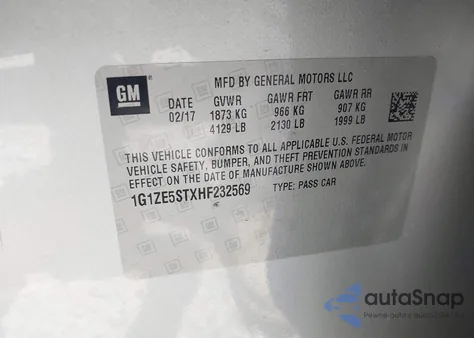 GM
MFD BY GENERAL MOTORS LLC
DATE GVWR GAWR FRT GAWR RR
02/17 1873 KG 966 KG 907 KG
4129 LB 2130 LB 1999 LB
THIS VEHICLE CONFORMS TO ALL APPLICABLE U.S. FEDERAL MOTOR
VEHICLE SAFETY, BUMPER, AND THEFT PREVENTION STANDARDS IN
EFFECT ON THE DATE OF MANUFACTURE SHOWN ABOVE.
1G1ZE5STXHF232569 TYPE: PASS CAR
autoSnap